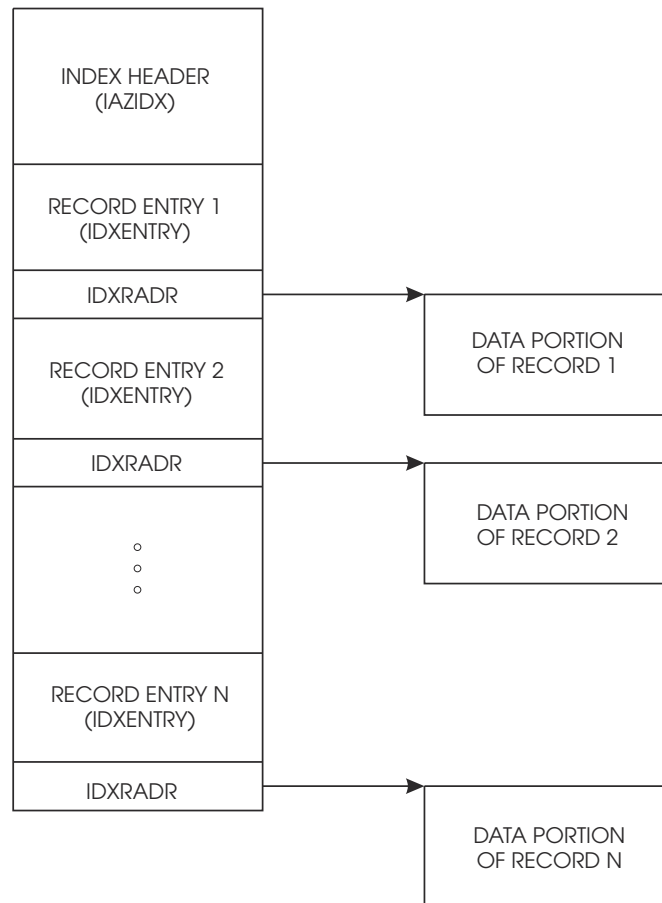 INDEX HEADER
(IAZIDX)
RECORD ENTRY 1
(IDXENTRY)
IDXRADR
DATA PORTION
OF RECORD 1
RECORD ENTRY 2
(IDXENTRY)
IDXRADR
DATA PORTION
OF RECORD 2
RECORD ENTRY N
(IDXENTRY)
IDXRADR
DATA PORTION
OF RECORD N